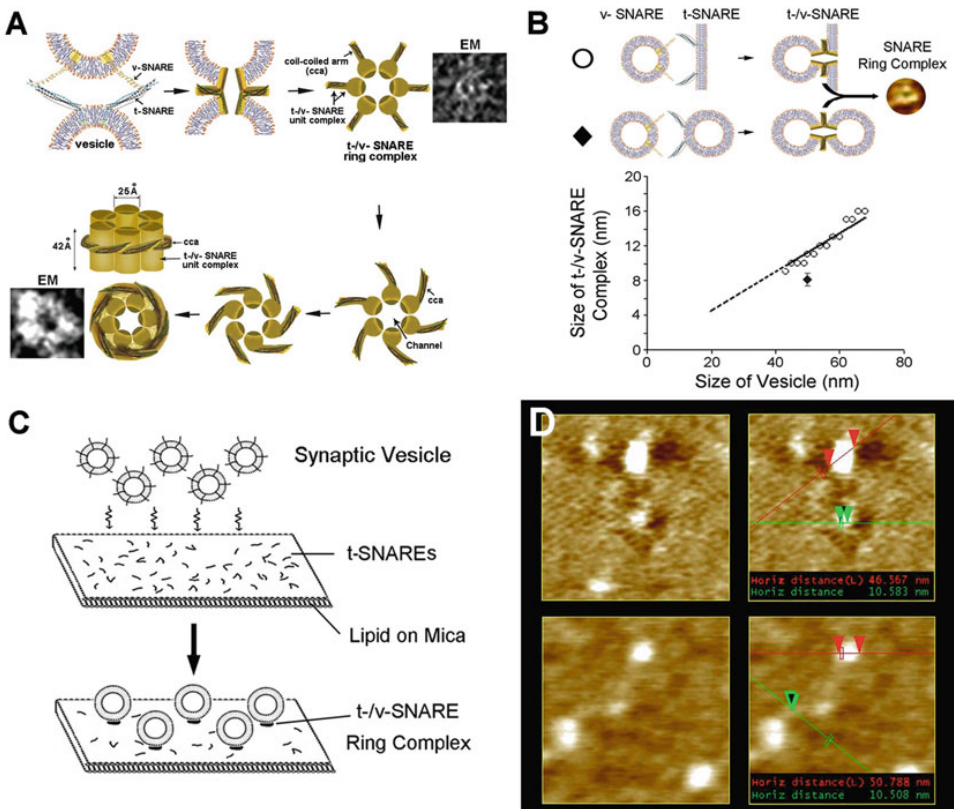 A
v-SNARE
t-SNARE
vesicle
coil-coiled arm
(cca)
t-/v- SNARE
unit complex
t-/v- SNARE
ring complex
EM
25Å
42Å
cca
t-/v- SNARE
unit complex
EM
cca
Channel
B
v- SNARE
t-SNARE
t-/v-SNARE
SNARE
Ring Complex
Size of t-/v-SNARE
Complex (nm)
16
12
8
4
0
0
20
40
60
80
Size of Vesicle (nm)
C
Synaptic Vesicle
t-SNAREs
Lipid on Mica
t-/v-SNARE
Ring Complex
D
Horiz distance(L) 46.567 nm
Horiz distance 10.583 nm
Horiz distance(L) 50.788 nm
Horiz distance 10.508 nm